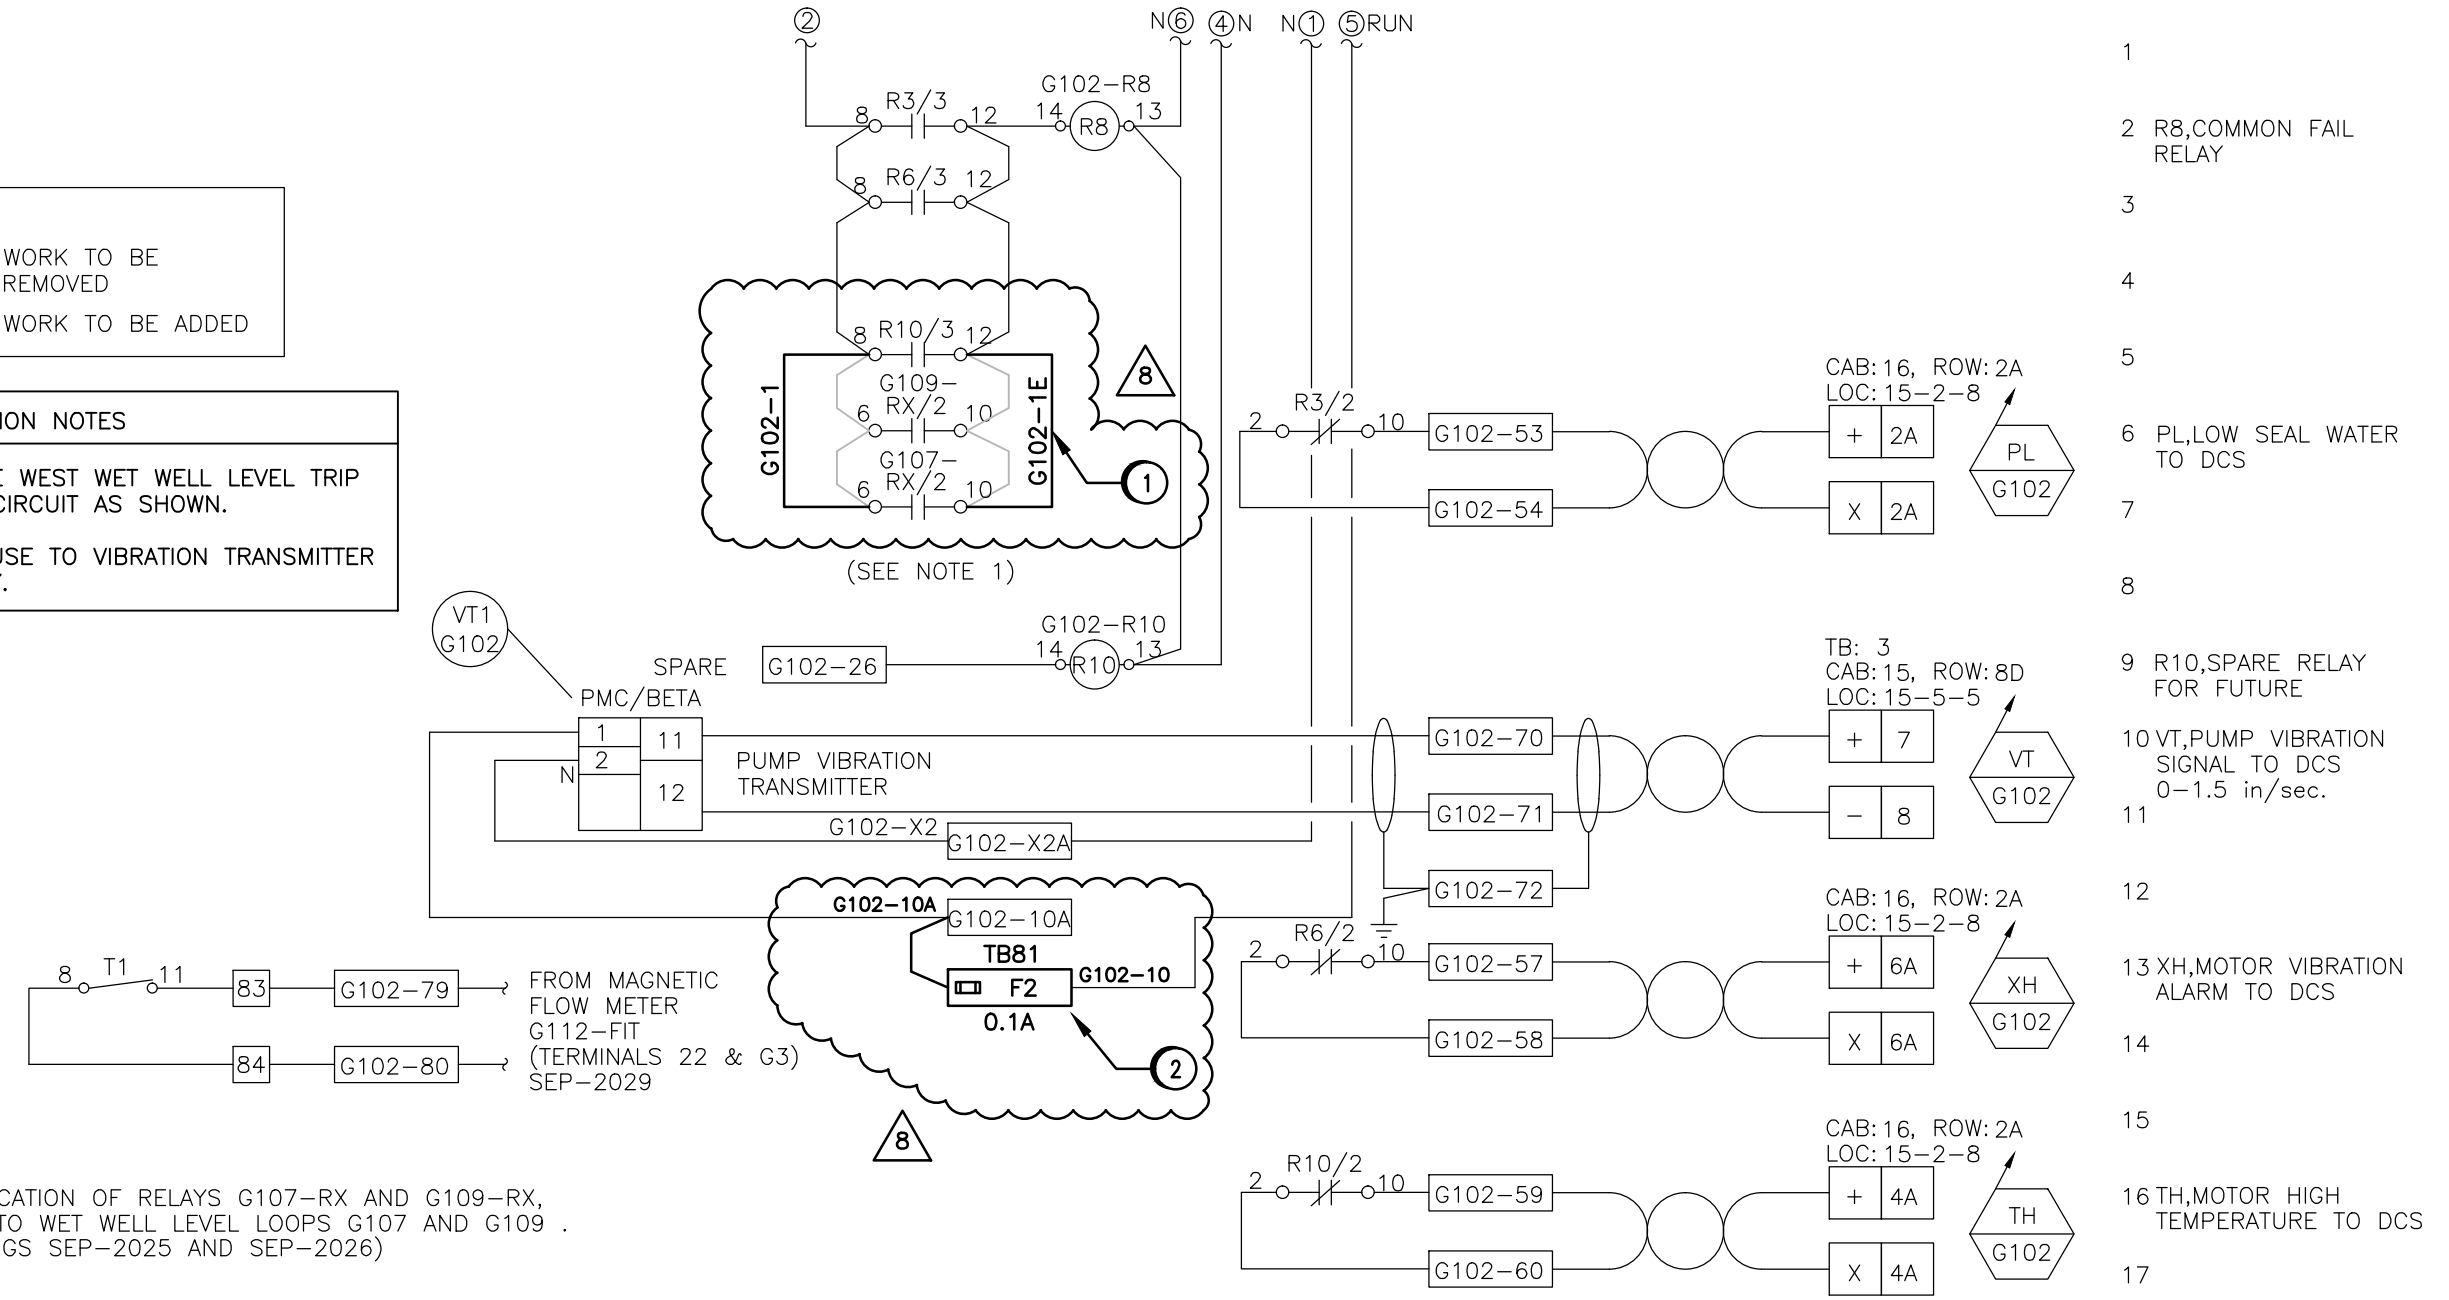 ②
N⑥
④N
N①
⑤RUN
R3/3
8
12
G102-R8
14
R8
13
R6/3
8
12
WORK TO BE
REMOVED
WORK TO BE ADDED
ION NOTES
WEST WET WELL LEVEL TRIP
CIRCUIT AS SHOWN.
USE TO VIBRATION TRANSMITTER
R10/3
8
12
G109-
RX/2
6
10
G107-
RX/2
6
10
G102-1
G102-1E
1
8
(SEE NOTE 1)
VT1
G102
SPARE
G102-26
G102-R10
14
R10
13
PMC/BETA
1
11
2
N
12
PUMP VIBRATION
TRANSMITTER
G102-X2
G102-X2A
G102-10A
G102-10A
TB81
F2
G102-10
0.1A
2
8
8
T1
11
83
G102-79
84
G102-80
FROM MAGNETIC
FLOW METER
G112-FIT
(TERMINALS 22 & G3)
SEP-2029
CATION OF RELAYS G107-RX AND G109-RX,
TO WET WELL LEVEL LOOPS G107 AND G109 .
GS SEP-2025 AND SEP-2026)
2
R3/2
10
G102-53
G102-54
CAB: 16, ROW: 2A
LOC: 15-2-8
+ 2A
X 2A
PL
G102
G102-70
G102-71
G102-72
TB: 3
CAB: 15, ROW: 8D
LOC: 15-5-5
+ 7
- 8
VT
G102
2
R6/2
10
G102-57
G102-58
CAB: 16, ROW: 2A
LOC: 15-2-8
+ 6A
X 6A
XH
G102
2
R10/2
10
G102-59
G102-60
CAB: 16, ROW: 2A
LOC: 15-2-8
+ 4A
X 4A
TH
G102
1
2 R8,COMMON FAIL
RELAY
3
4
5
6 PL,LOW SEAL WATER
TO DCS
7
8
9 R10,SPARE RELAY
FOR FUTURE
10 VT,PUMP VIBRATION
SIGNAL TO DCS
0-1.5 in/sec.
11
12
13 XH,MOTOR VIBRATION
ALARM TO DCS
14
15
16 TH,MOTOR HIGH
TEMPERATURE TO DCS
17